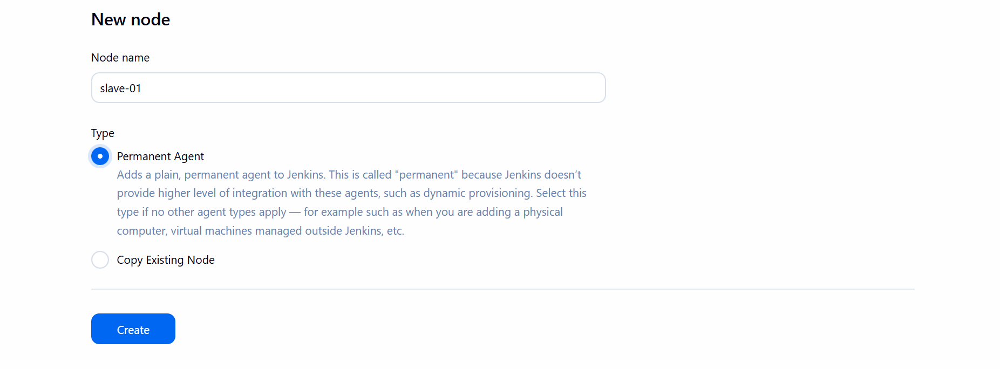 New node
Node name
slave-01
Type
Permanent Agent
Adds a plain, permanent agent to Jenkins. This is called "permanent" because Jenkins doesn’t
provide higher level of integration with these agents, such as dynamic provisioning. Select this
type if no other agent types apply — for example such as when you are adding a physical
computer, virtual machines managed outside Jenkins, etc.
Copy Existing Node
Create